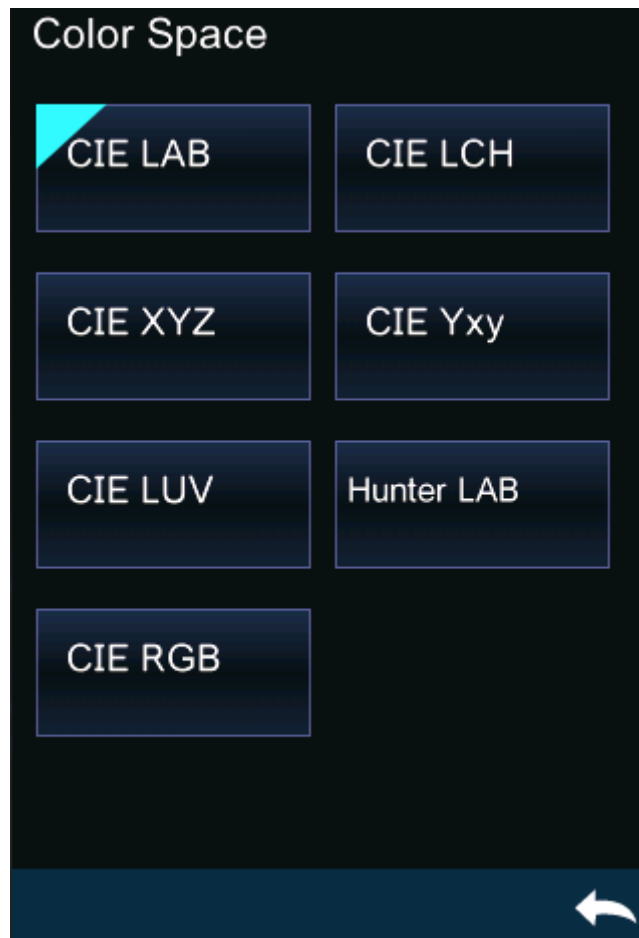 Color Space
CIE LAB
CIE LCH
CIE XYZ
CIE Yxy
CIE LUV
Hunter LAB
CIE RGB